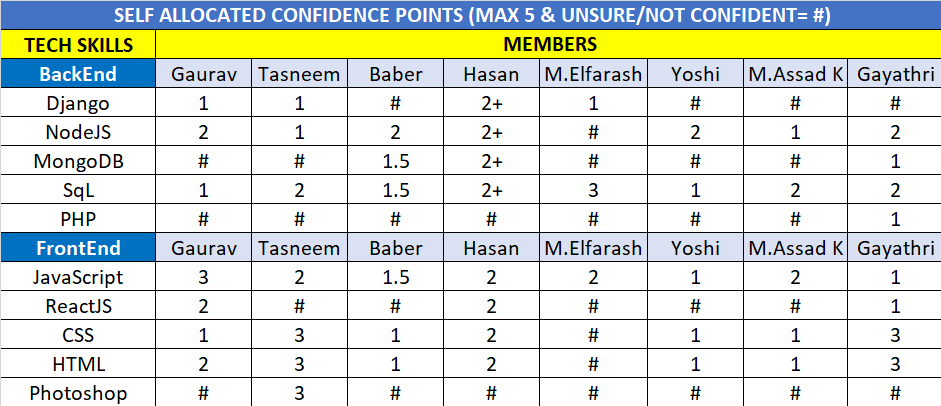 SELF ALLOCATED CONFIDENCE POINTS (MAX 5 & UNSURE/NOT CONFIDENT= #)
TECH SKILLS MEMBERS
BackEnd Gaurav Tasneem Baber Hasan M.Elfarash Yoshi M.Assad K Gayathri
Django 1 1 # 2+ 1 # # #
NodeJS 2 1 2 2+ # 2 1 2
MongoDB # # 1.5 2+ # # # 1
SqL 1 2 1.5 2+ 3 1 2 2
PHP # # # # # # # 1
FrontEnd Gaurav Tasneem Baber Hasan M.Elfarash Yoshi M.Assad K Gayathri
JavaScript 3 2 1.5 2 2 1 2 1
ReactJS 2 # # 2 # # # 1
CSS 1 3 1 2 # 1 1 3
HTML 2 3 1 2 # 1 1 3
Photoshop # 3 # # # # # #